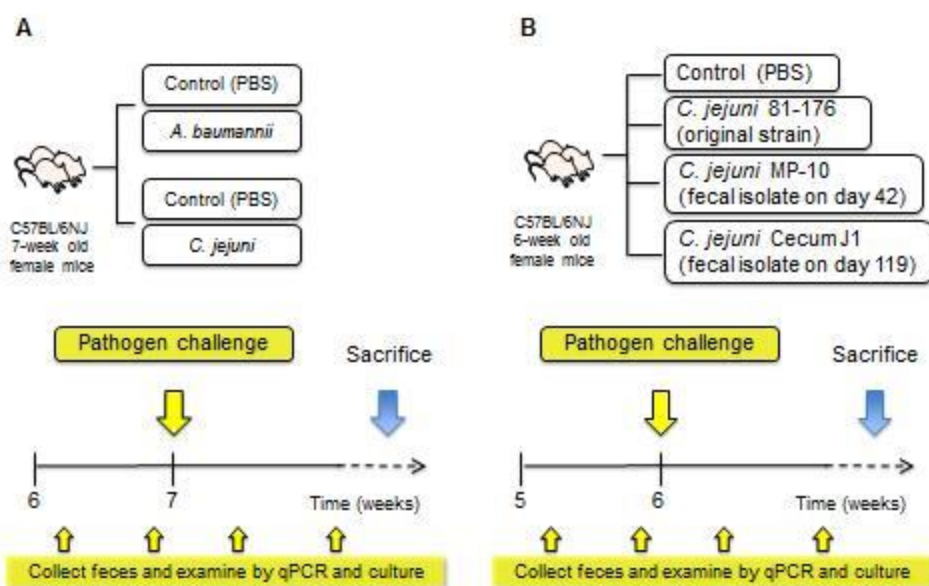 A
Control (PBS)
A. baumannii
Control (PBS)
C. jejuni
C57BL/6NJ
7-week old
female mice
Pathogen challenge
Sacrifice
6
7
Time (weeks)
Collect feces and examine by qPCR and culture
B
Control (PBS)
C. jejuni 81-176
(original strain)
C. jejuni MP-10
(fecal isolate on day 42)
C. jejuni Cecum J1
(fecal isolate on day 119)
C57BL/6NJ
6-week old
female mice
Pathogen challenge
Sacrifice
5
6
Time (weeks)
Collect feces and examine by qPCR and culture